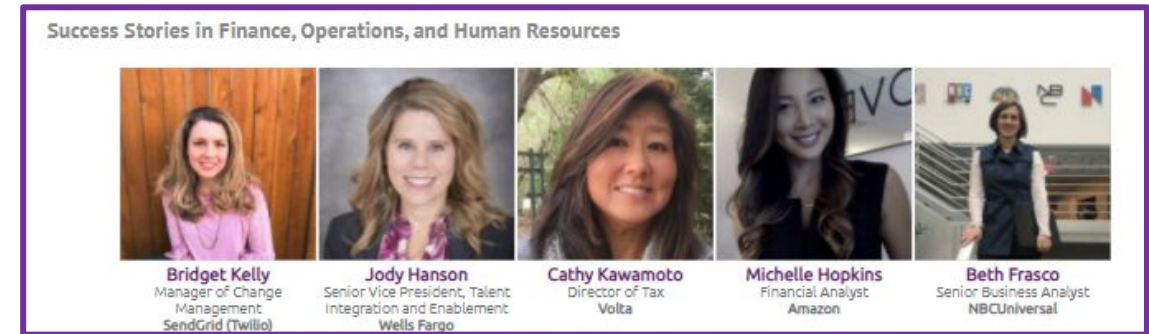 Success Stories in Finance, Operations, and Human Resources
Bridget Kelly
Manager of Change
Management
SendGrid (Twilio)
Jody Hanson
Senior Vice President, Talent
Integration and Enablement
Wells Fargo
Cathy Kawamoto
Director of Tax
Volta
Michelle Hopkins
Financial Analyst
Amazon
Beth Frasco
Senior Business Analyst
NBCUniversal